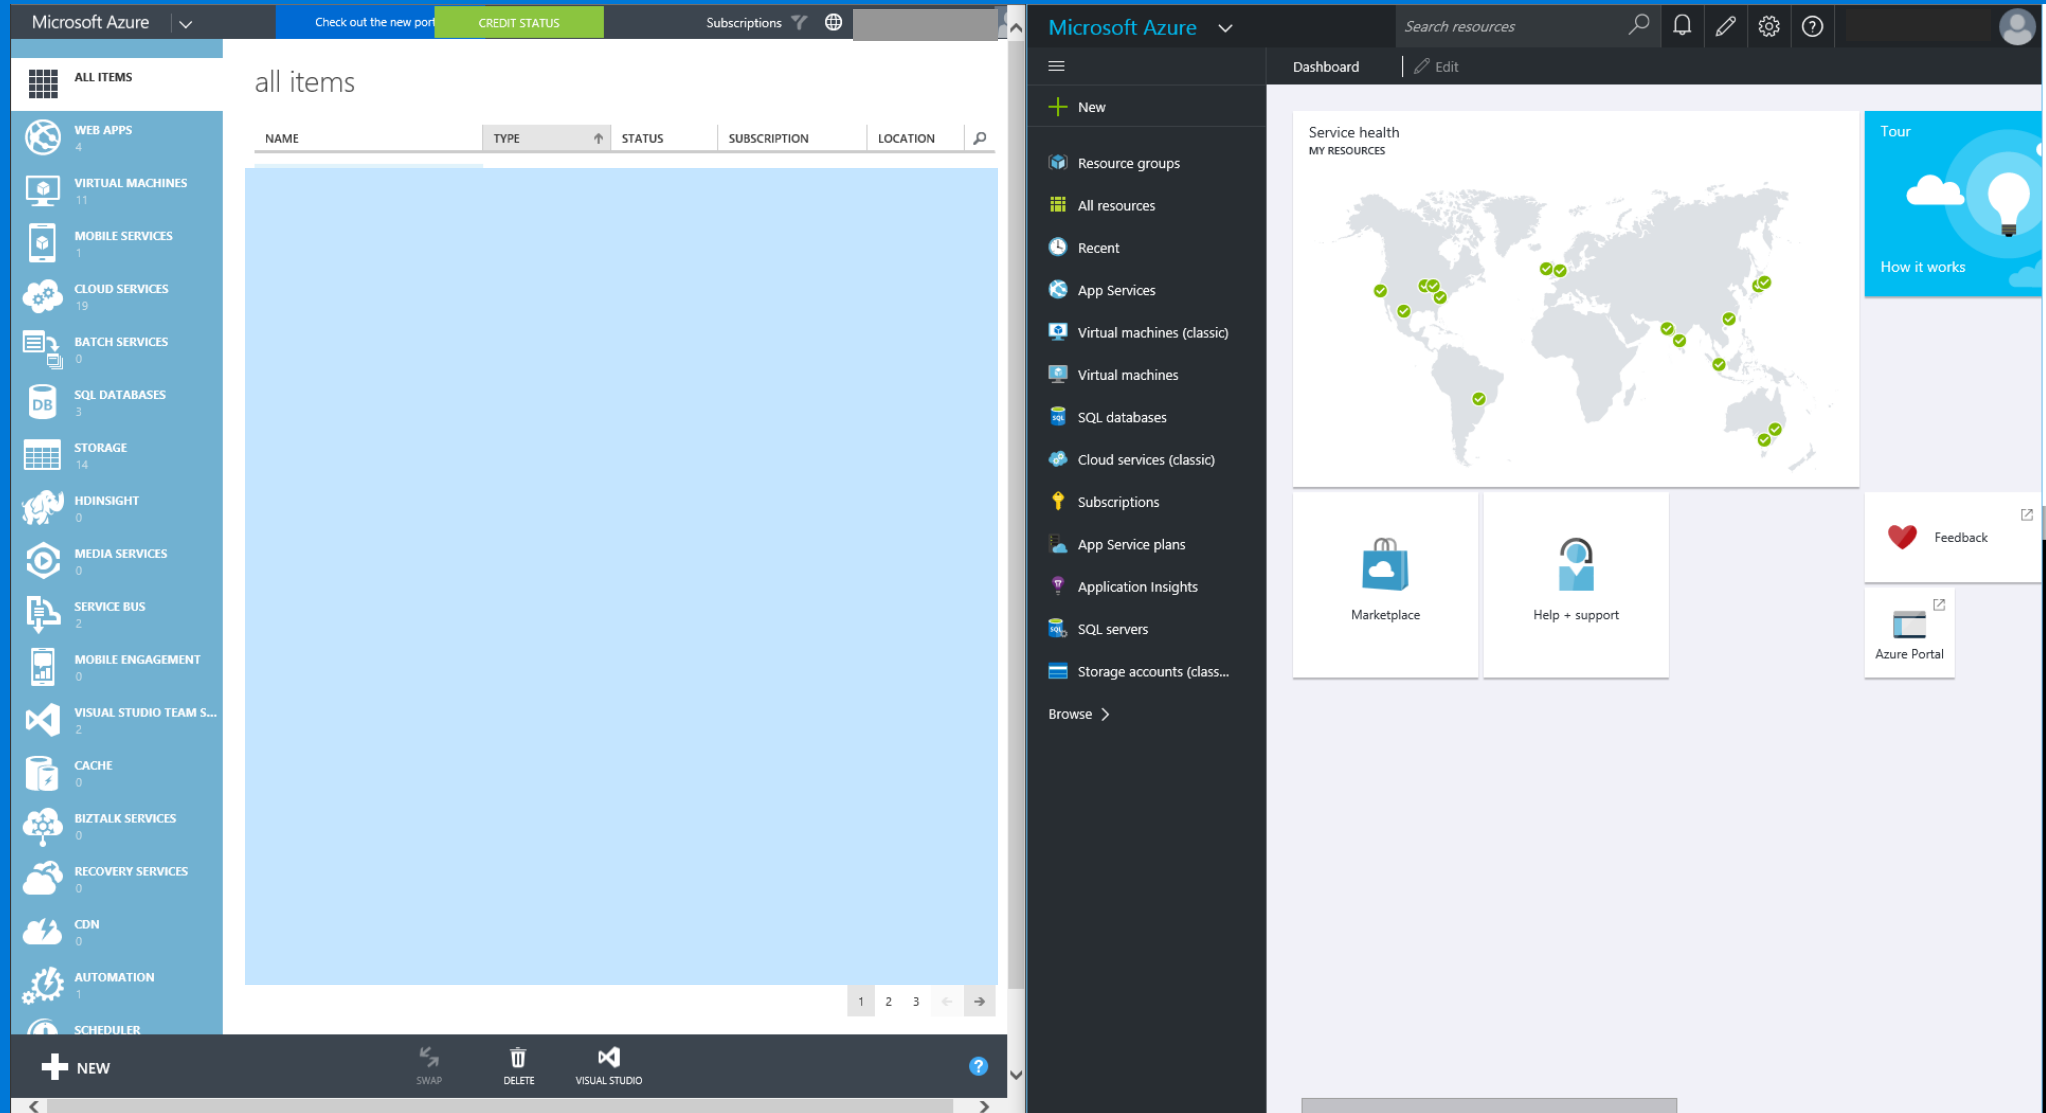 Microsoft Azure
Check out the new port
CREDIT STATUS
Subscriptions
ALL ITEMS
WEB APPS
4
VIRTUAL MACHINES
11
MOBILE SERVICES
1
CLOUD SERVICES
19
BATCH SERVICES
0
SQL DATABASES
3
DB
STORAGE
14
HDINSIGHT
0
MEDIA SERVICES
0
SERVICE BUS
2
MOBILE ENGAGEMENT
0
VISUAL STUDIO TEAM S...
2
CACHE
0
BIZTALK SERVICES
0
RECOVERY SERVICES
0
CDN
0
AUTOMATION
1
SCHEDULER
all items
NAME TYPE STATUS SUBSCRIPTION LOCATION
1 2 3
NEW
SWAP
DELETE
VISUAL STUDIO
?
Microsoft Azure
Search resources
?
Dashboard
Edit
New
Resource groups
All resources
Recent
App Services
Virtual machines (classic)
Virtual machines
SQL databases
Cloud services (classic)
Subscriptions
App Service plans
Application Insights
SQL servers
Storage accounts (class...
Browse
Service health
MY RESOURCES
Tour
How it works
Marketplace
Help + support
Feedback
Azure Portal